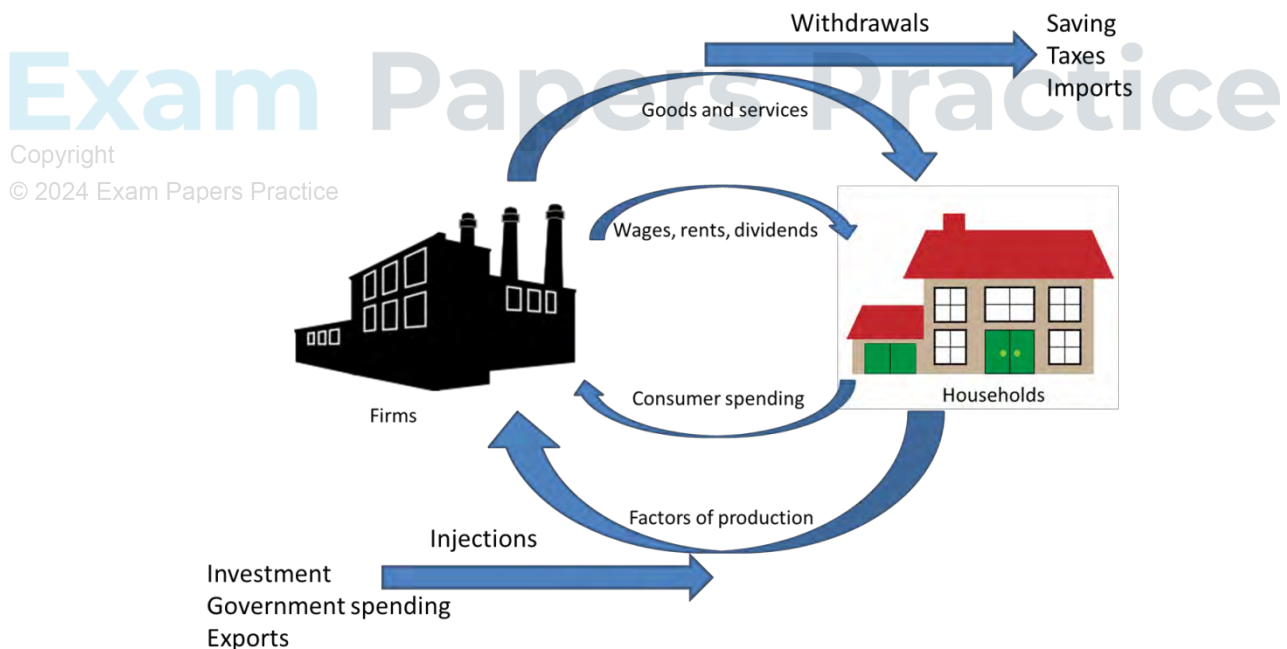 Withdrawals
Saving
Taxes
Imports
Exam Papers Practice
Goods and services
Copyright
© 2024 Exam Papers Practice
Wages, rents, dividends
Consumer spending
Households
Firms
Factors of production
Injections
Investment
Government spending
Exports